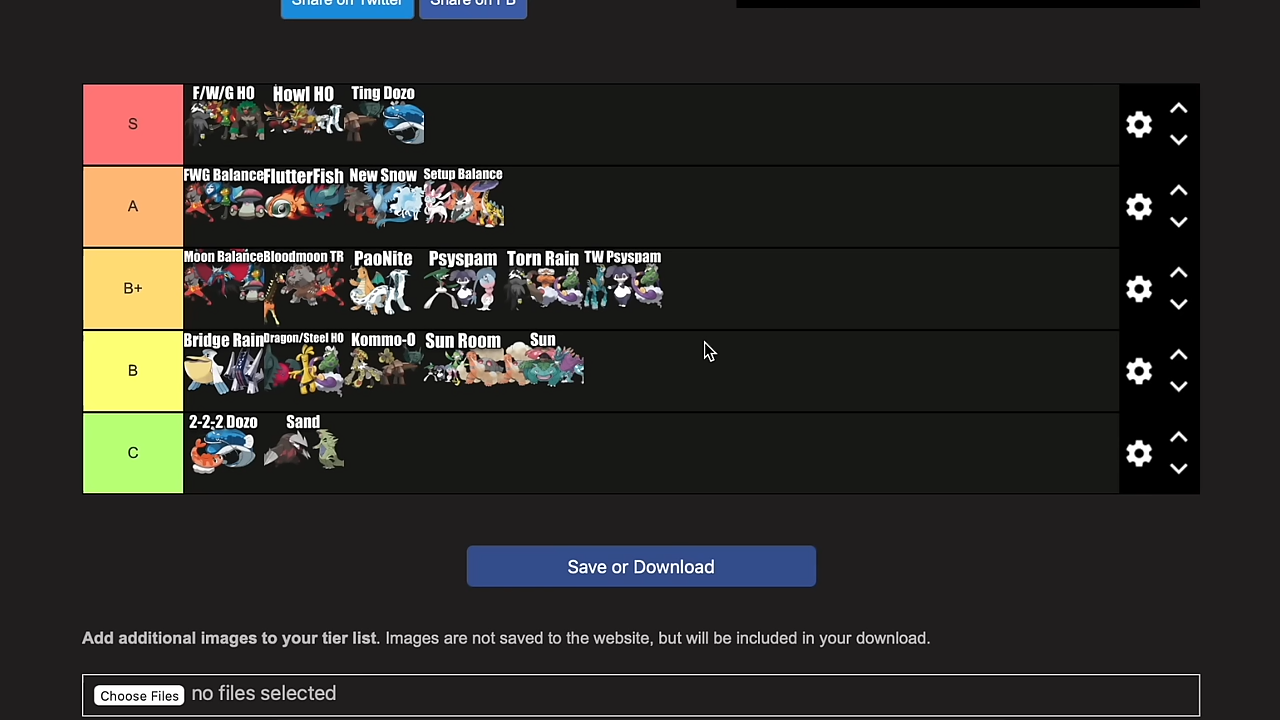 Share on Twitter Share on FB
S
F/W/G HO Howl HO Ting Dozo
A
FWG Balance FlutterFish New Snow Setup Balance
B+
Moon Balance Bloodmoon TR PaoNite Psyspam Torn Rain TW Psyspam
B
Bridge Rain Dragon/Steel HO Kommo-O Sun Room Sun
C
2-2-2 Dozo Sand
Save or Download
Add additional images to your tier list. Images are not saved to the website, but will be included in your download.
Choose Files no files selected